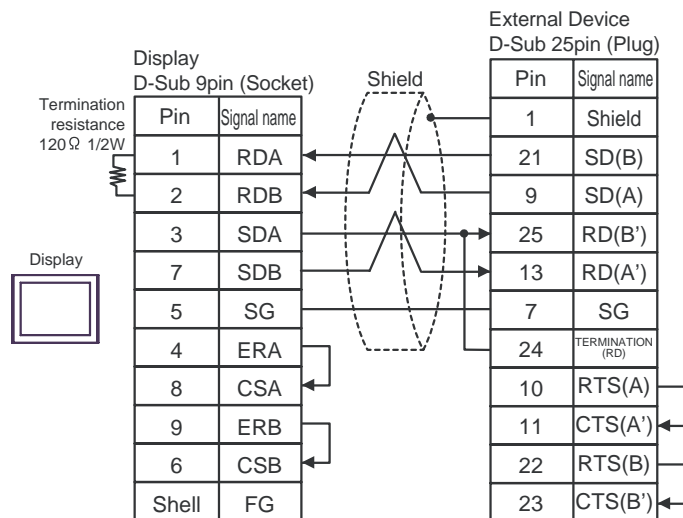 External Device
D-Sub 25pin (Plug)
Display
D-Sub 9pin (Socket)
Shield
Termination
resistance
120Ω 1/2W
Display
Pin Signal name
1 RDA
2 RDB
3 SDA
7 SDB
5 SG
4 ERA
8 CSA
9 ERB
6 CSB
Shell FG
Pin Signal name
1 Shield
21 SD(B)
9 SD(A)
25 RD(B’)
13 RD(A’)
7 SG
24 TERMINATION
(RD)
10 RTS(A)
11 CTS(A’)
22 RTS(B)
23 CTS(B’)